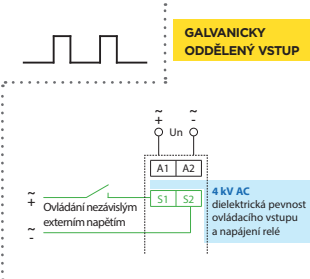 GALVANICKY
ODDĚLENÝ VSTUP
~ ~
+ -
Un
A1 A2
S1 S2
4 kV AC
dielektrická pevnost
ovládacího vstupu
a napájení relé
~
+
Ovládání nezávislým
externím napětím
~
-